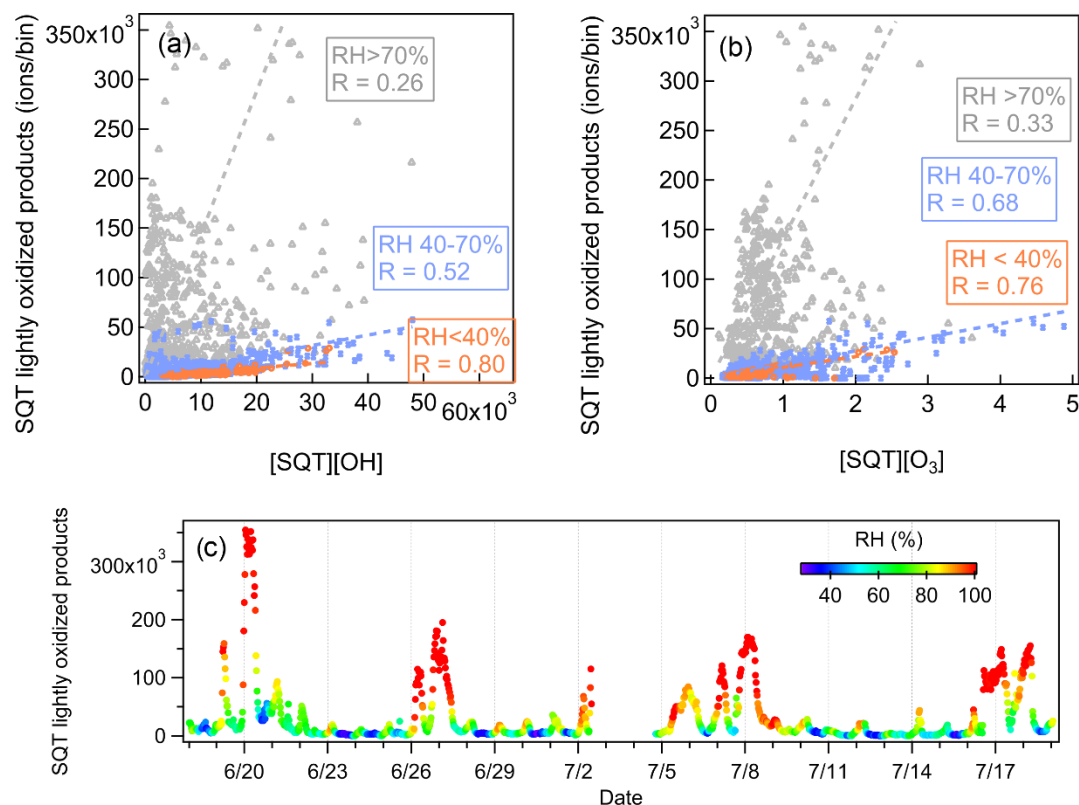 (a)
350x10³
300
250
200
150
100
50
0
SQT lightly oxidized products (ions/bin)
RH>70%
R = 0.26
RH 40-70%
R = 0.52
RH<40%
R = 0.80
0 10 20 30 40 50 60x10³
[SQT][OH]
(b)
350x10³
300
250
200
150
100
50
0
SQT lightly oxidized products (ions/bin)
RH >70%
R = 0.33
RH 40-70%
R = 0.68
RH < 40%
R = 0.76
0 1 2 3 4 5
[SQT][O₃]
(c)
SQT lightly oxidized products
300x10³
200
100
0
RH (%)
40 60 80 100
6/20 6/23 6/26 6/29 7/2 7/5 7/8 7/11 7/14 7/17
Date